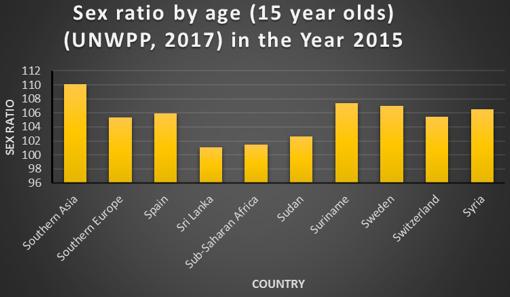 Sex ratio by age (15 year olds)
(UNWPP, 2017) in the Year 2015
SEX RATIO
112
110
108
106
104
102
100
98
96
Southern Asia
Southern Europe
Spain
Sri Lanka
Sub-Saharan Africa
Sudan
Suriname
Sweden
Switzerland
Syria
COUNTRY